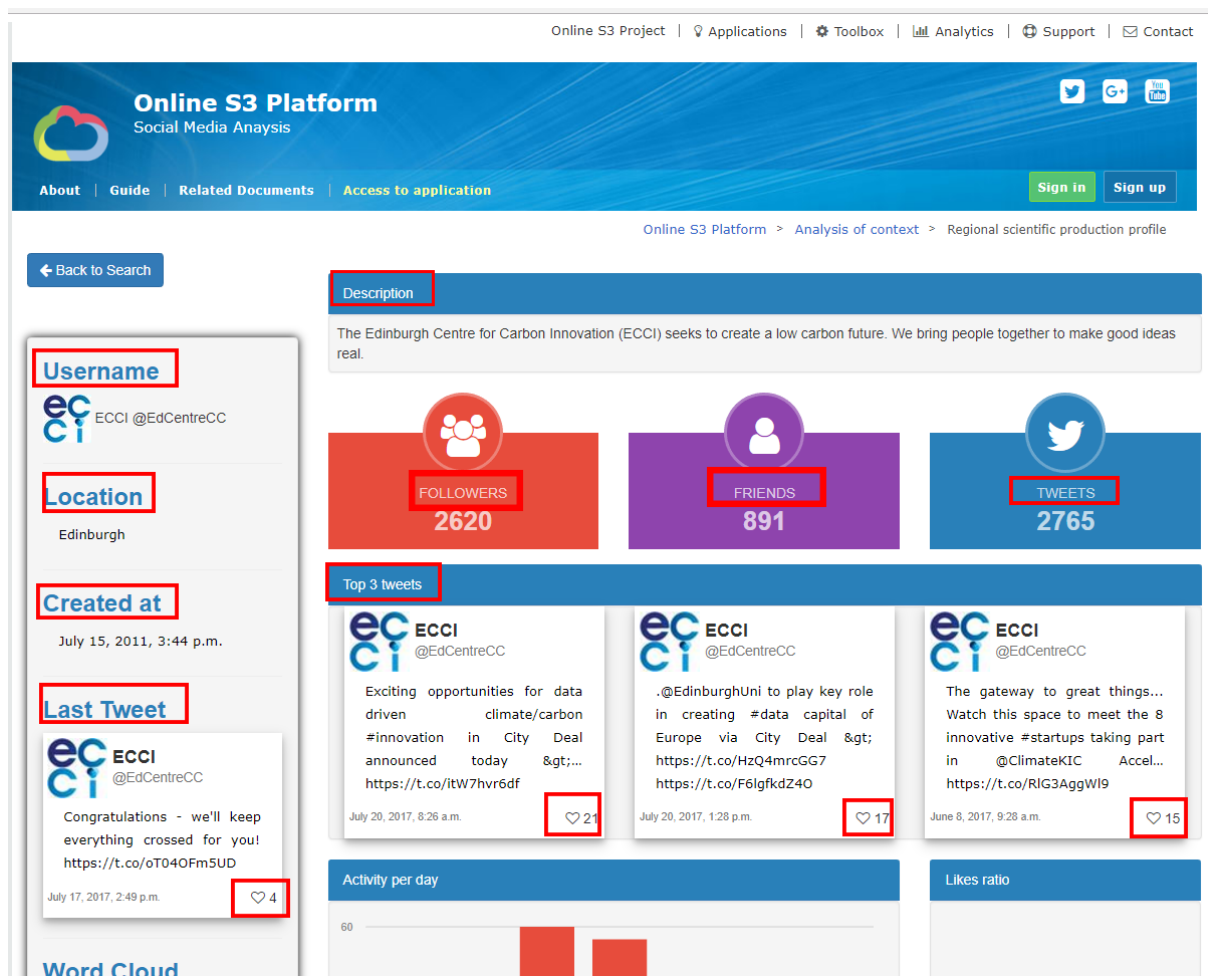 Online S3 Project | Applications | Toolbox | Analytics | Support | Contact
Online S3 Platform
Social Media Anaysis
You
Tube
G+
About | Guide | Related Documents | Access to application
Sign in
Sign up
Online S3 Platform > Analysis of context > Regional scientific production profile
Back to Search
Username
ecci
ECCI @EdCentreCC
Location
Edinburgh
Created at
July 15, 2011, 3:44 p.m.
Last Tweet
ecci
ECCI
@EdCentreCC
Congratulations - we'll keep
everything crossed for you!
https://t.co/oT04OFm5UD
July 17, 2017, 2:49 p.m.
4
Word Cloud
Description
The Edinburgh Centre for Carbon Innovation (ECCI) seeks to create a low carbon future. We bring people together to make good ideas
real.
FOLLOWERS
2620
FRIENDS
891
TWEETS
2765
Top 3 tweets
ecci
ECCI
@EdCentreCC
Exciting opportunities for data
driven climate/carbon
#innovation in City Deal
announced today &gt;...
https://t.co/itW7hvr6df
July 20, 2017, 8:26 a.m.
21
ecci
ECCI
@EdCentreCC
.@EdinburghUni to play key role
in creating #data capital of
Europe via City Deal &gt;
https://t.co/HzQ4mrcGG7
https://t.co/F6lgfkdZ4O
July 20, 2017, 1:28 p.m.
17
ecci
ECCI
@EdCentreCC
The gateway to great things...
Watch this space to meet the 8
innovative #startups taking part
in @ClimateKIC Accel...
https://t.co/RlG3AggWl9
June 8, 2017, 9:28 a.m.
15
Activity per day
60
Likes ratio